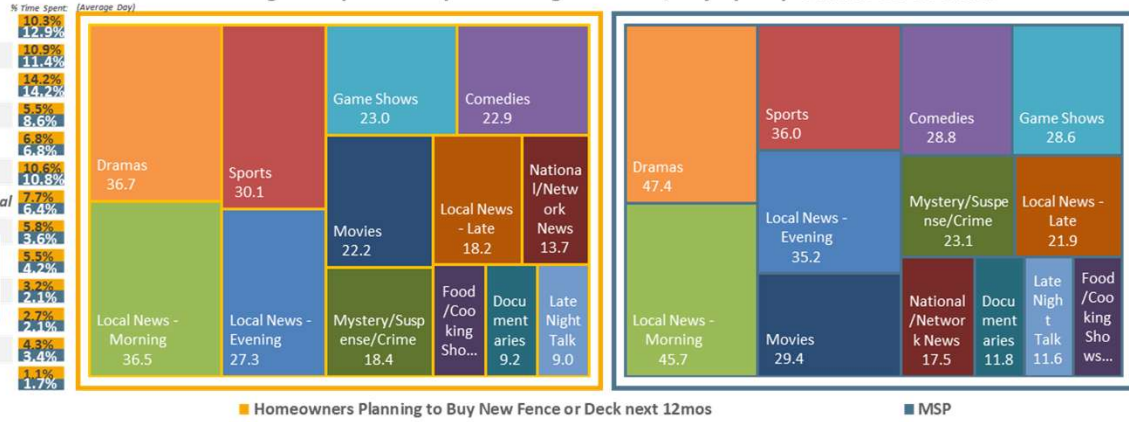 % Time Spent: (Average Day)
10.3%
12.9%
10.9%
11.4%
14.2%
14.2%
5.5%
8.6%
6.8%
6.8%
10.6%
10.8%
al
7.7%
6.4%
5.8%
3.6%
5.5%
4.2%
3.2%
2.1%
2.7%
2.1%
4.3%
3.4%
1.1%
1.7%
Dramas
36.7
Sports
30.1
Game Shows
23.0
Comedies
22.9
Movies
22.2
Local News
- Late
18.2
Nationa
l/Netw
ork
News
13.7
Local News -
Morning
36.5
Local News -
Evening
27.3
Mystery/Susp
ense/Crime
18.4
Food
/Coo
king
Sho...
Docu
ment
aries
9.2
Late
Night
Talk
9.0
Dramas
47.4
Sports
36.0
Comedies
28.8
Game Shows
28.6
Local News -
Evening
35.2
Mystery/Suspe
nse/Crime
23.1
Local News -
Late
21.9
Local News -
Morning
45.7
Movies
29.4
National
/Networ
k News
17.5
Docu
ment
aries
11.8
Late
Nigh
t
Talk
11.6
Food
/Coo
king
Sho
ws...
Homeowners Planning to Buy New Fence or Deck next 12mos
MSP